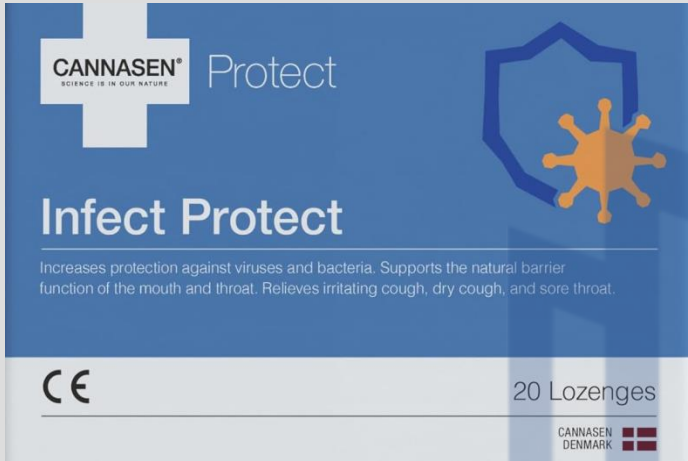 CANNASEN®
SCIENCE IS IN OUR NATURE
Protect
Infect Protect
Increases protection against viruses and bacteria. Supports the natural barrier
function of the mouth and throat. Relieves irritating cough, dry cough, and sore throat.
CE
20 Lozenges
CANNASEN
DENMARK